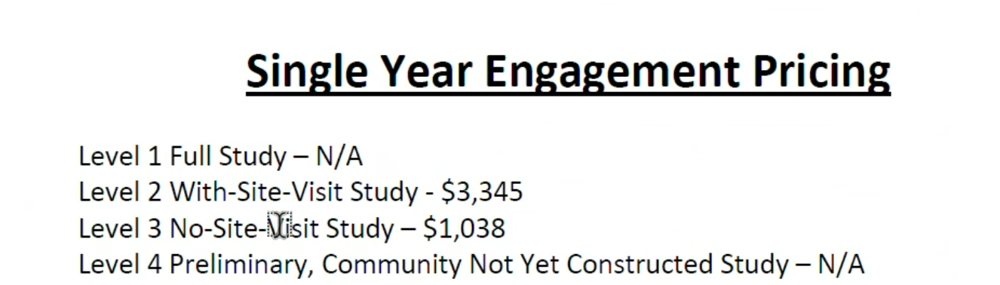 Single Year Engagement Pricing
Level 1 Full Study – N/A
Level 2 With-Site-Visit Study - $3,345
Level 3 No-Site-Visit Study – $1,038
Level 4 Preliminary, Community Not Yet Constructed Study – N/A